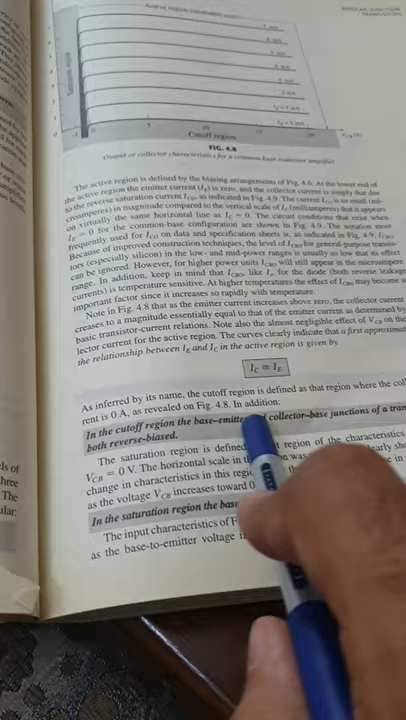 Active region
BIPOLAR JUNCTION
TRANSISTORS
Saturation region
Cutoff region
FIG. 4.8
Output or collector characteristics for a common-base transistor amplifier.
The active region is defined by the biasing arrangements of Fig. 4.6. At the lower end of
the active region the emitter current (IE) is zero, and the collector current is simply that due
to the reverse saturation current ICO, as indicated in Fig. 4.9. The current ICO is so small (mi-
croamperes) in magnitude compared to the vertical scale of IC (milliamperes) that it appears
on virtually the same horizontal line as IC = 0. The circuit conditions that exist when
IE = 0 for the common-base configuration are shown in Fig. 4.9. The notation most
frequently used for ICO on data and specification sheets is, as indicated in Fig. 4.9, ICBO.
Because of improved construction techniques, the level of ICBO for general-purpose transis-
tors (especially silicon) in the low- and mid-power ranges is usually so low that its effect
can be ignored. However, for higher power units ICBO will still appear in the microampere
range. In addition, keep in mind that ICBO, like Is, for the diode (both reverse leakage
currents) is temperature sensitive. At higher temperatures the effect of ICBO may become a
important factor since it increases so rapidly with temperature.
Note in Fig. 4.8 that as the emitter current increases above zero, the collector current
creases to a magnitude essentially equal to that of the emitter current as determined by
basic transistor-current relations. Note also the almost negligible effect of VCB on the
lector current for the active region. The curves clearly indicate that a first approximat
the relationship between IE and IC in the active region is given by
IC ≅ IE
As inferred by its name, the cutoff region is defined as that region where the coll
rent is 0 A, as revealed on Fig. 4.8. In addition:
In the cutoff region the base-emitter collector-base junctions of a tran
both reverse-biased.
The saturation region is defined region of the characteristics
VCB = 0 V. The horizontal scale in
change in characteristics in this
as the voltage VCB increases toward 0
In the saturation region the base
The input characteristics of
as the base-to-emitter voltage
ls of
hree
The
ular